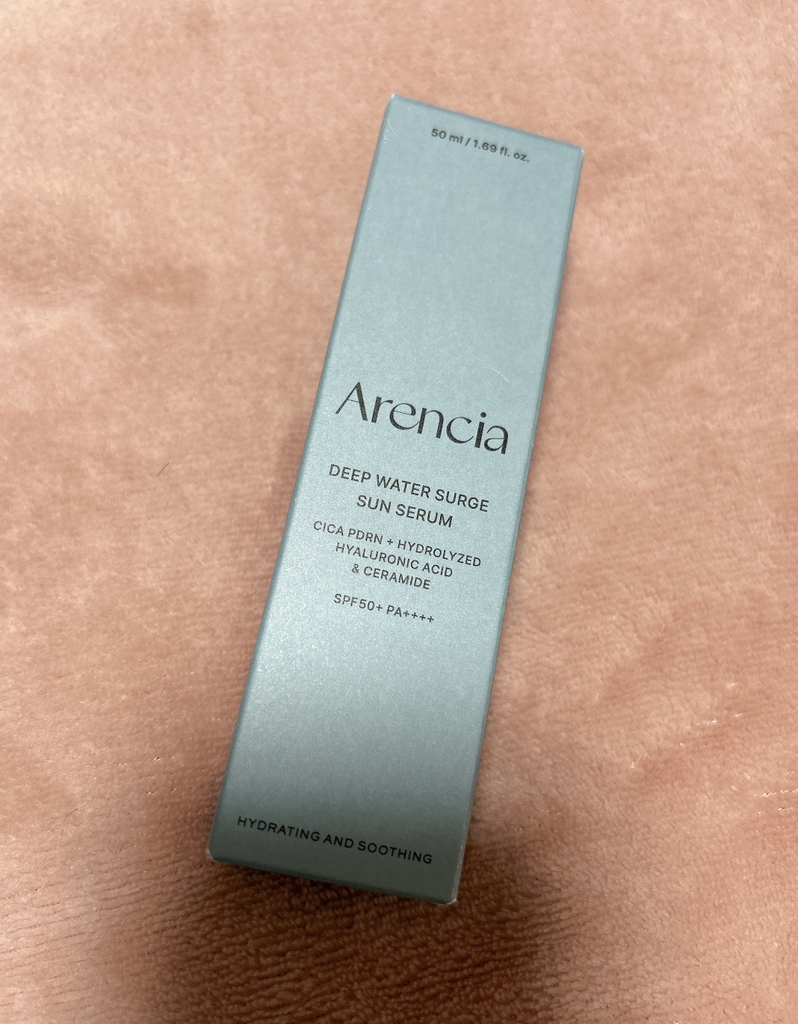 50 ml / 1.69 fl. oz.
Arencia
DEEP WATER SURGE
SUN SERUM
CICA PDRN + HYDROLYZED
HYALURONIC ACID
& CERAMIDE
SPF50+ PA++++
HYDRATING AND SOOTHING